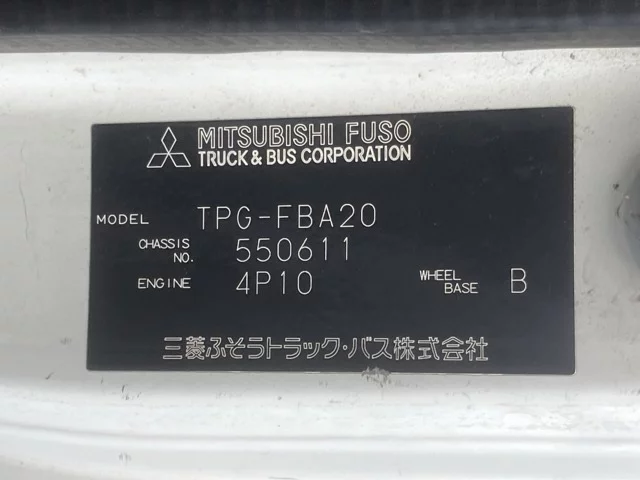 MITSUBISHI FUSO
TRUCK & BUS CORPORATION
MODEL TPG-FBA20
CHASSIS NO. 550611
ENGINE 4P10 WHEEL BASE B
三菱ふそうトラック・バス株式会社